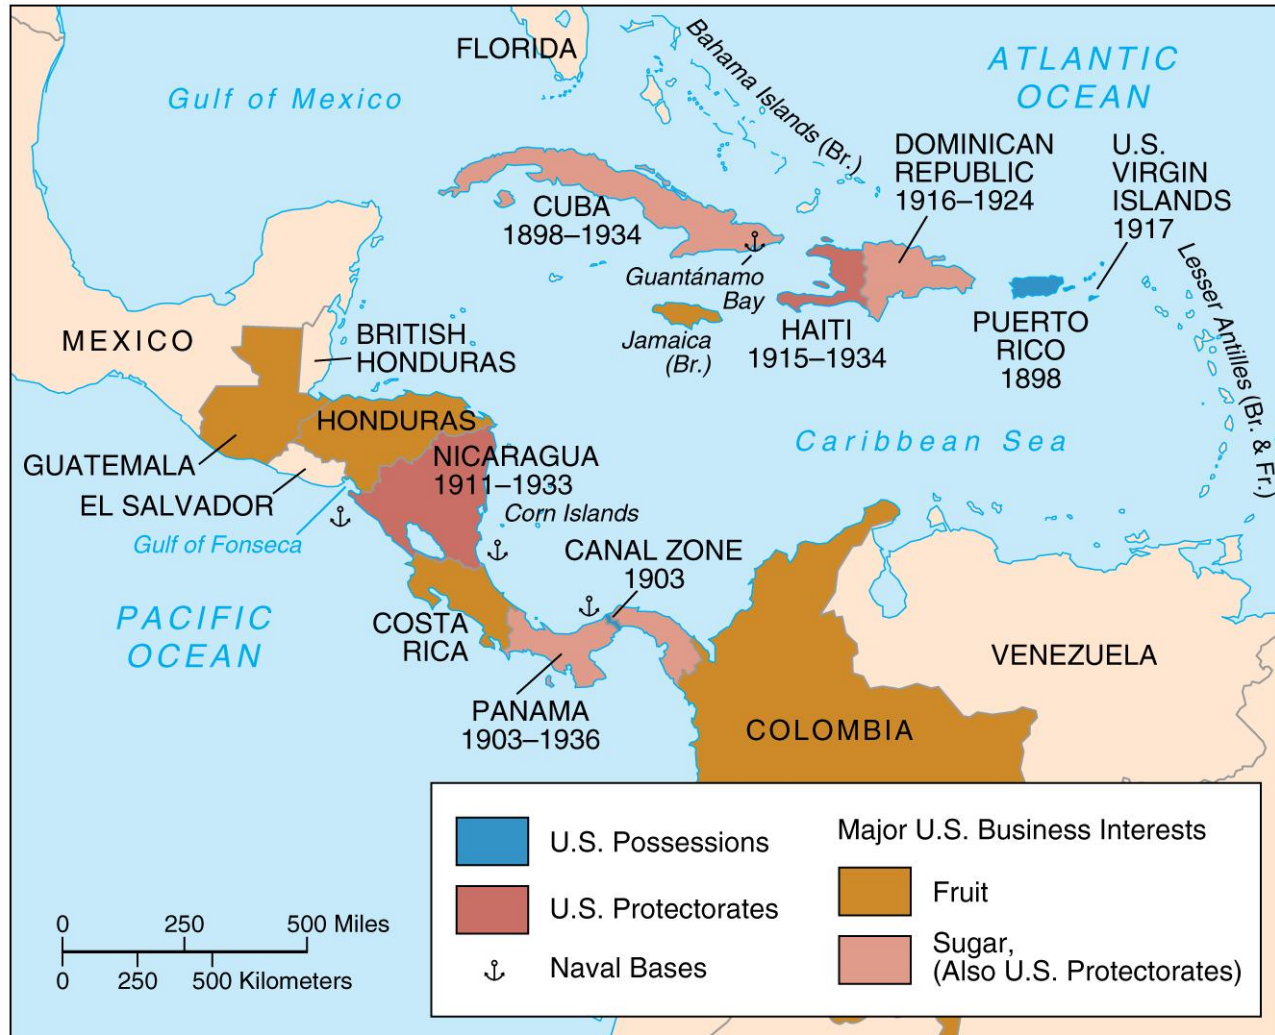 FLORIDA
Gulf of Mexico
Bahama Islands (Br.)
ATLANTIC
OCEAN
DOMINICAN
REPUBLIC
1916–1924
U.S.
VIRGIN
ISLANDS
1917
CUBA
1898–1934
Guantánamo
Bay
Jamaica
(Br.)
HAITI
1915–1934
PUERTO
RICO
1898
Lesser Antilles (Br. & Fr.)
MEXICO
BRITISH
HONDURAS
HONDURAS
Caribbean Sea
GUATEMALA
NICARAGUA
1911–1933
EL SALVADOR
Corn Islands
Gulf of Fonseca
CANAL ZONE
1903
PACIFIC
OCEAN
COSTA
RICA
VENEZUELA
PANAMA
1903–1936
COLOMBIA
U.S. Possessions
U.S. Protectorates
Naval Bases
Major U.S. Business Interests
Fruit
Sugar,
(Also U.S. Protectorates)
0 250 500 Miles
0 250 500 Kilometers